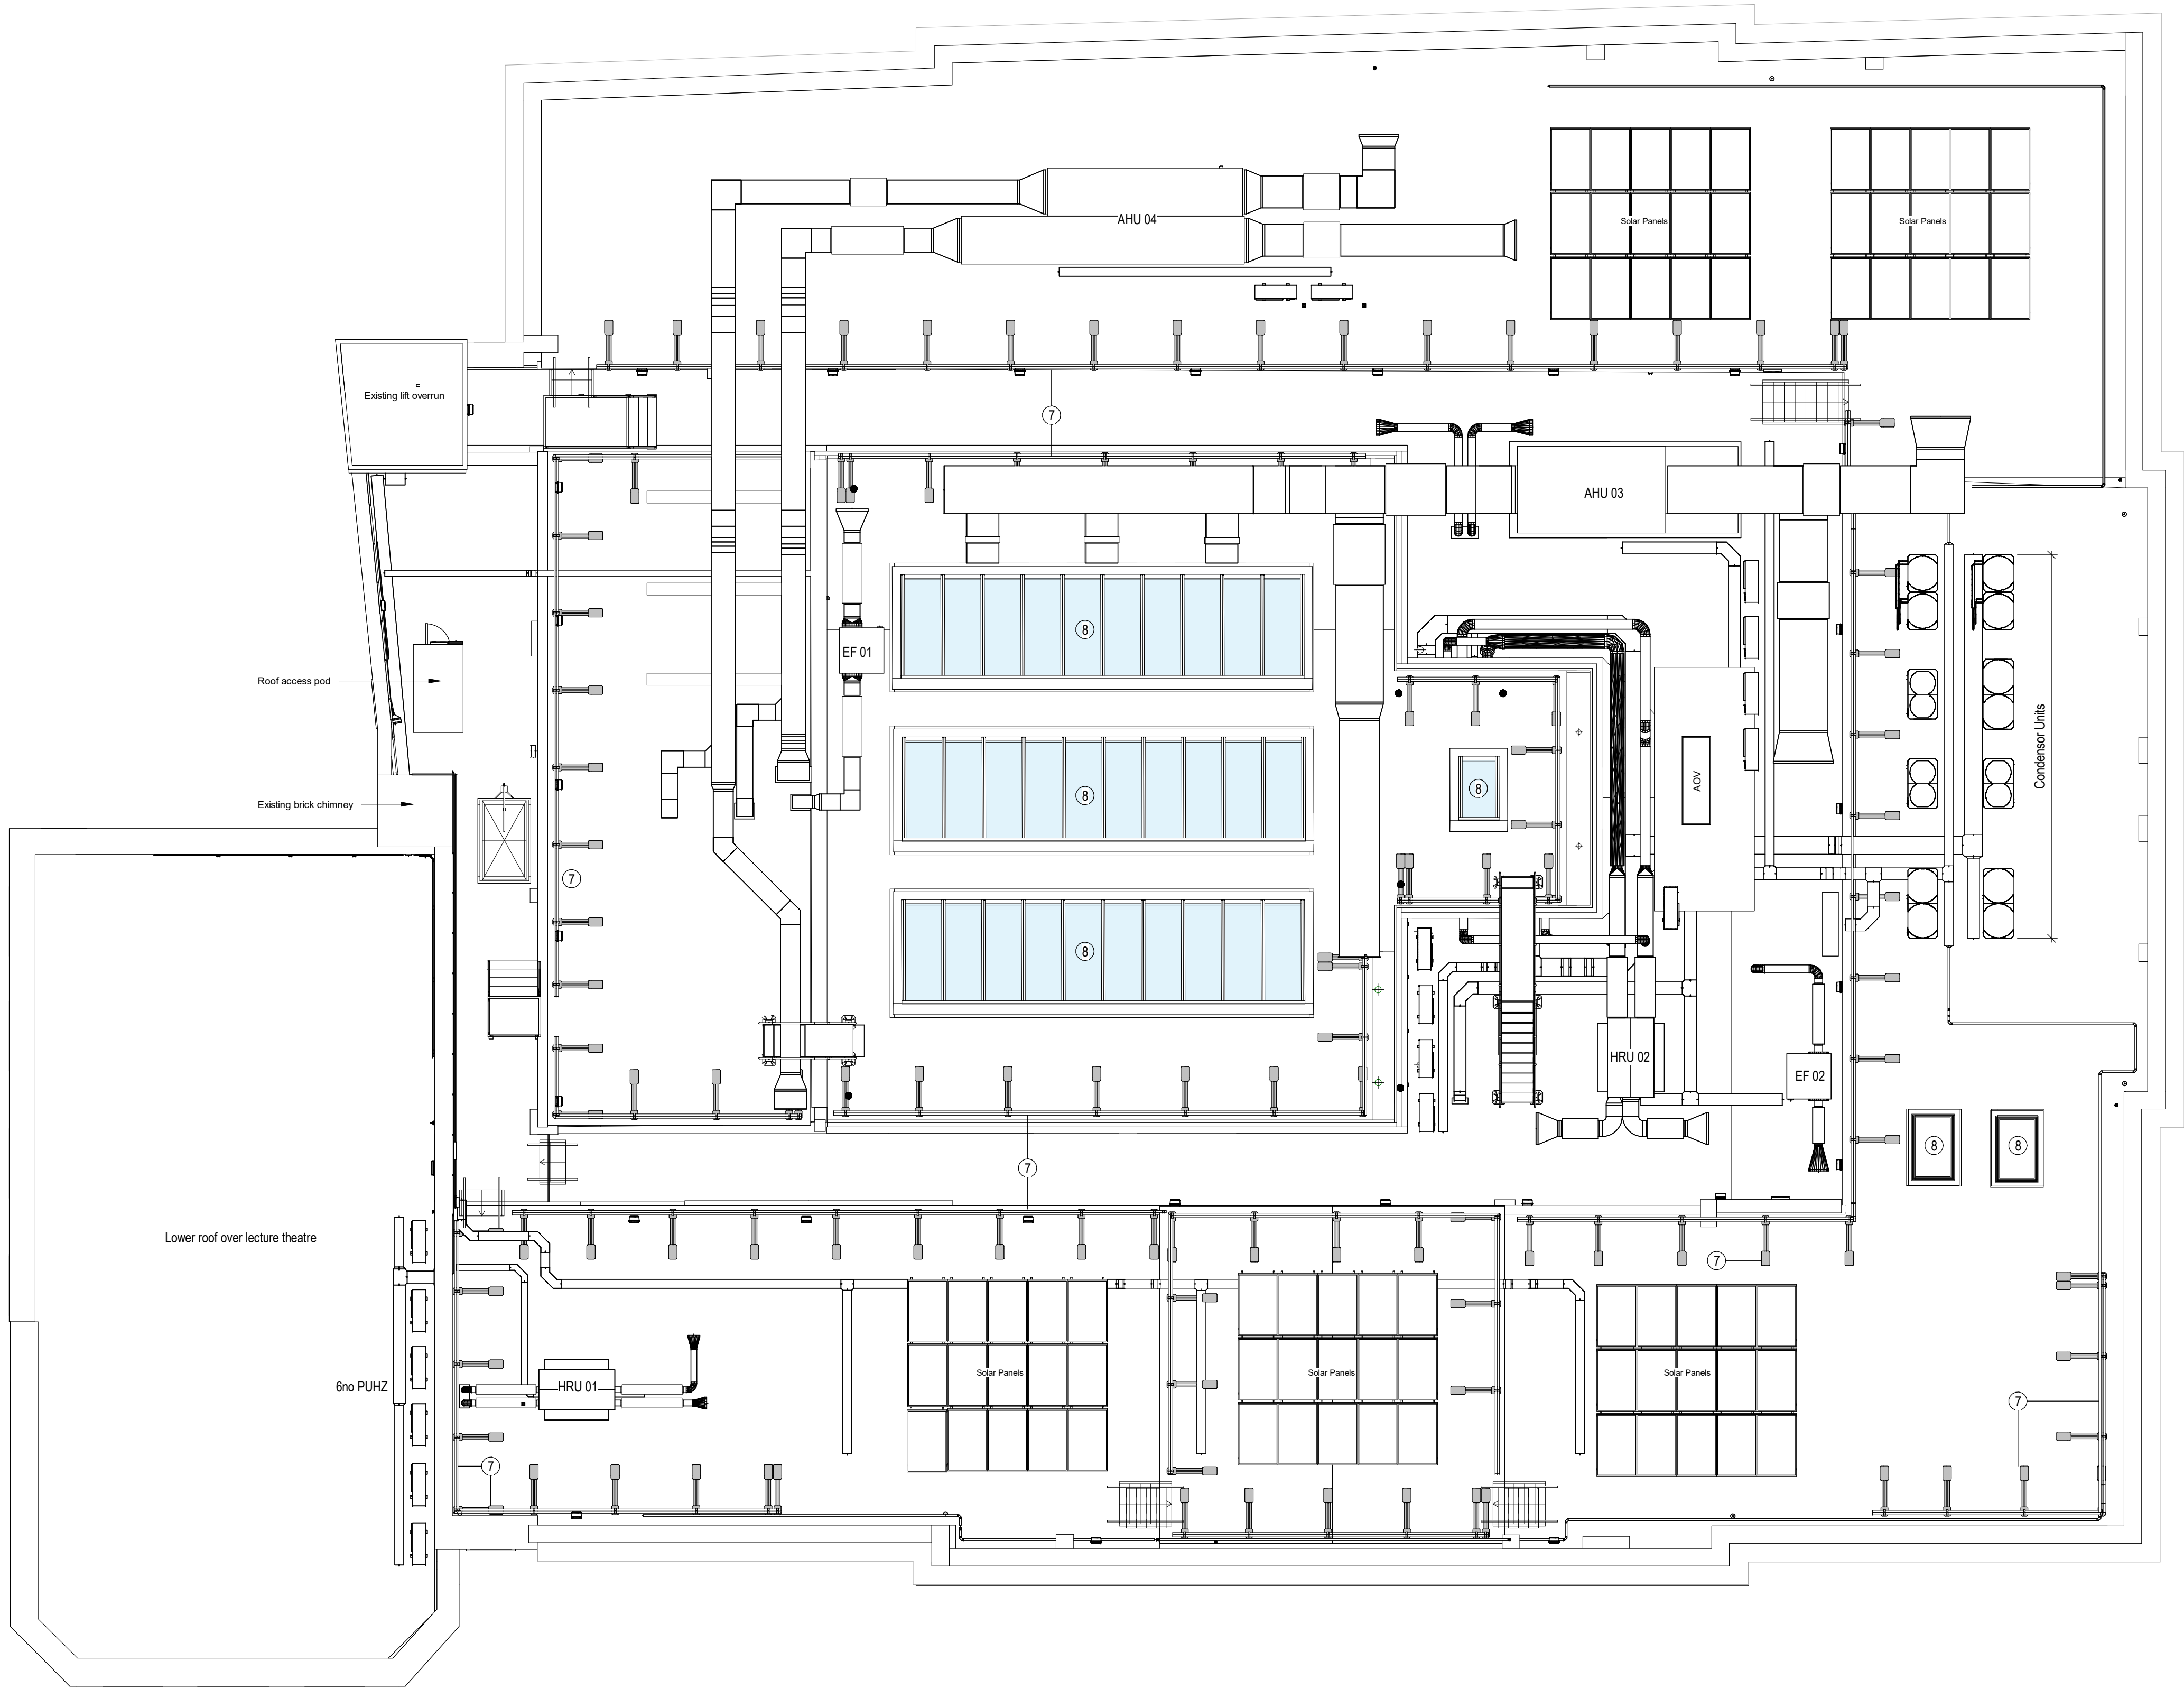 AHU 04
Solar Panels
Solar Panels
Existing lift overrun
7
AHU 03
8
EF 01
Roof access pod
Condensor Units
AOV
8
8
Existing brick chimney
7
8
HRU 02
EF 02
8
8
7
Lower roof over lecture theatre
7
Solar Panels
Solar Panels
Solar Panels
6no PUHZ
HRU 01
7
7